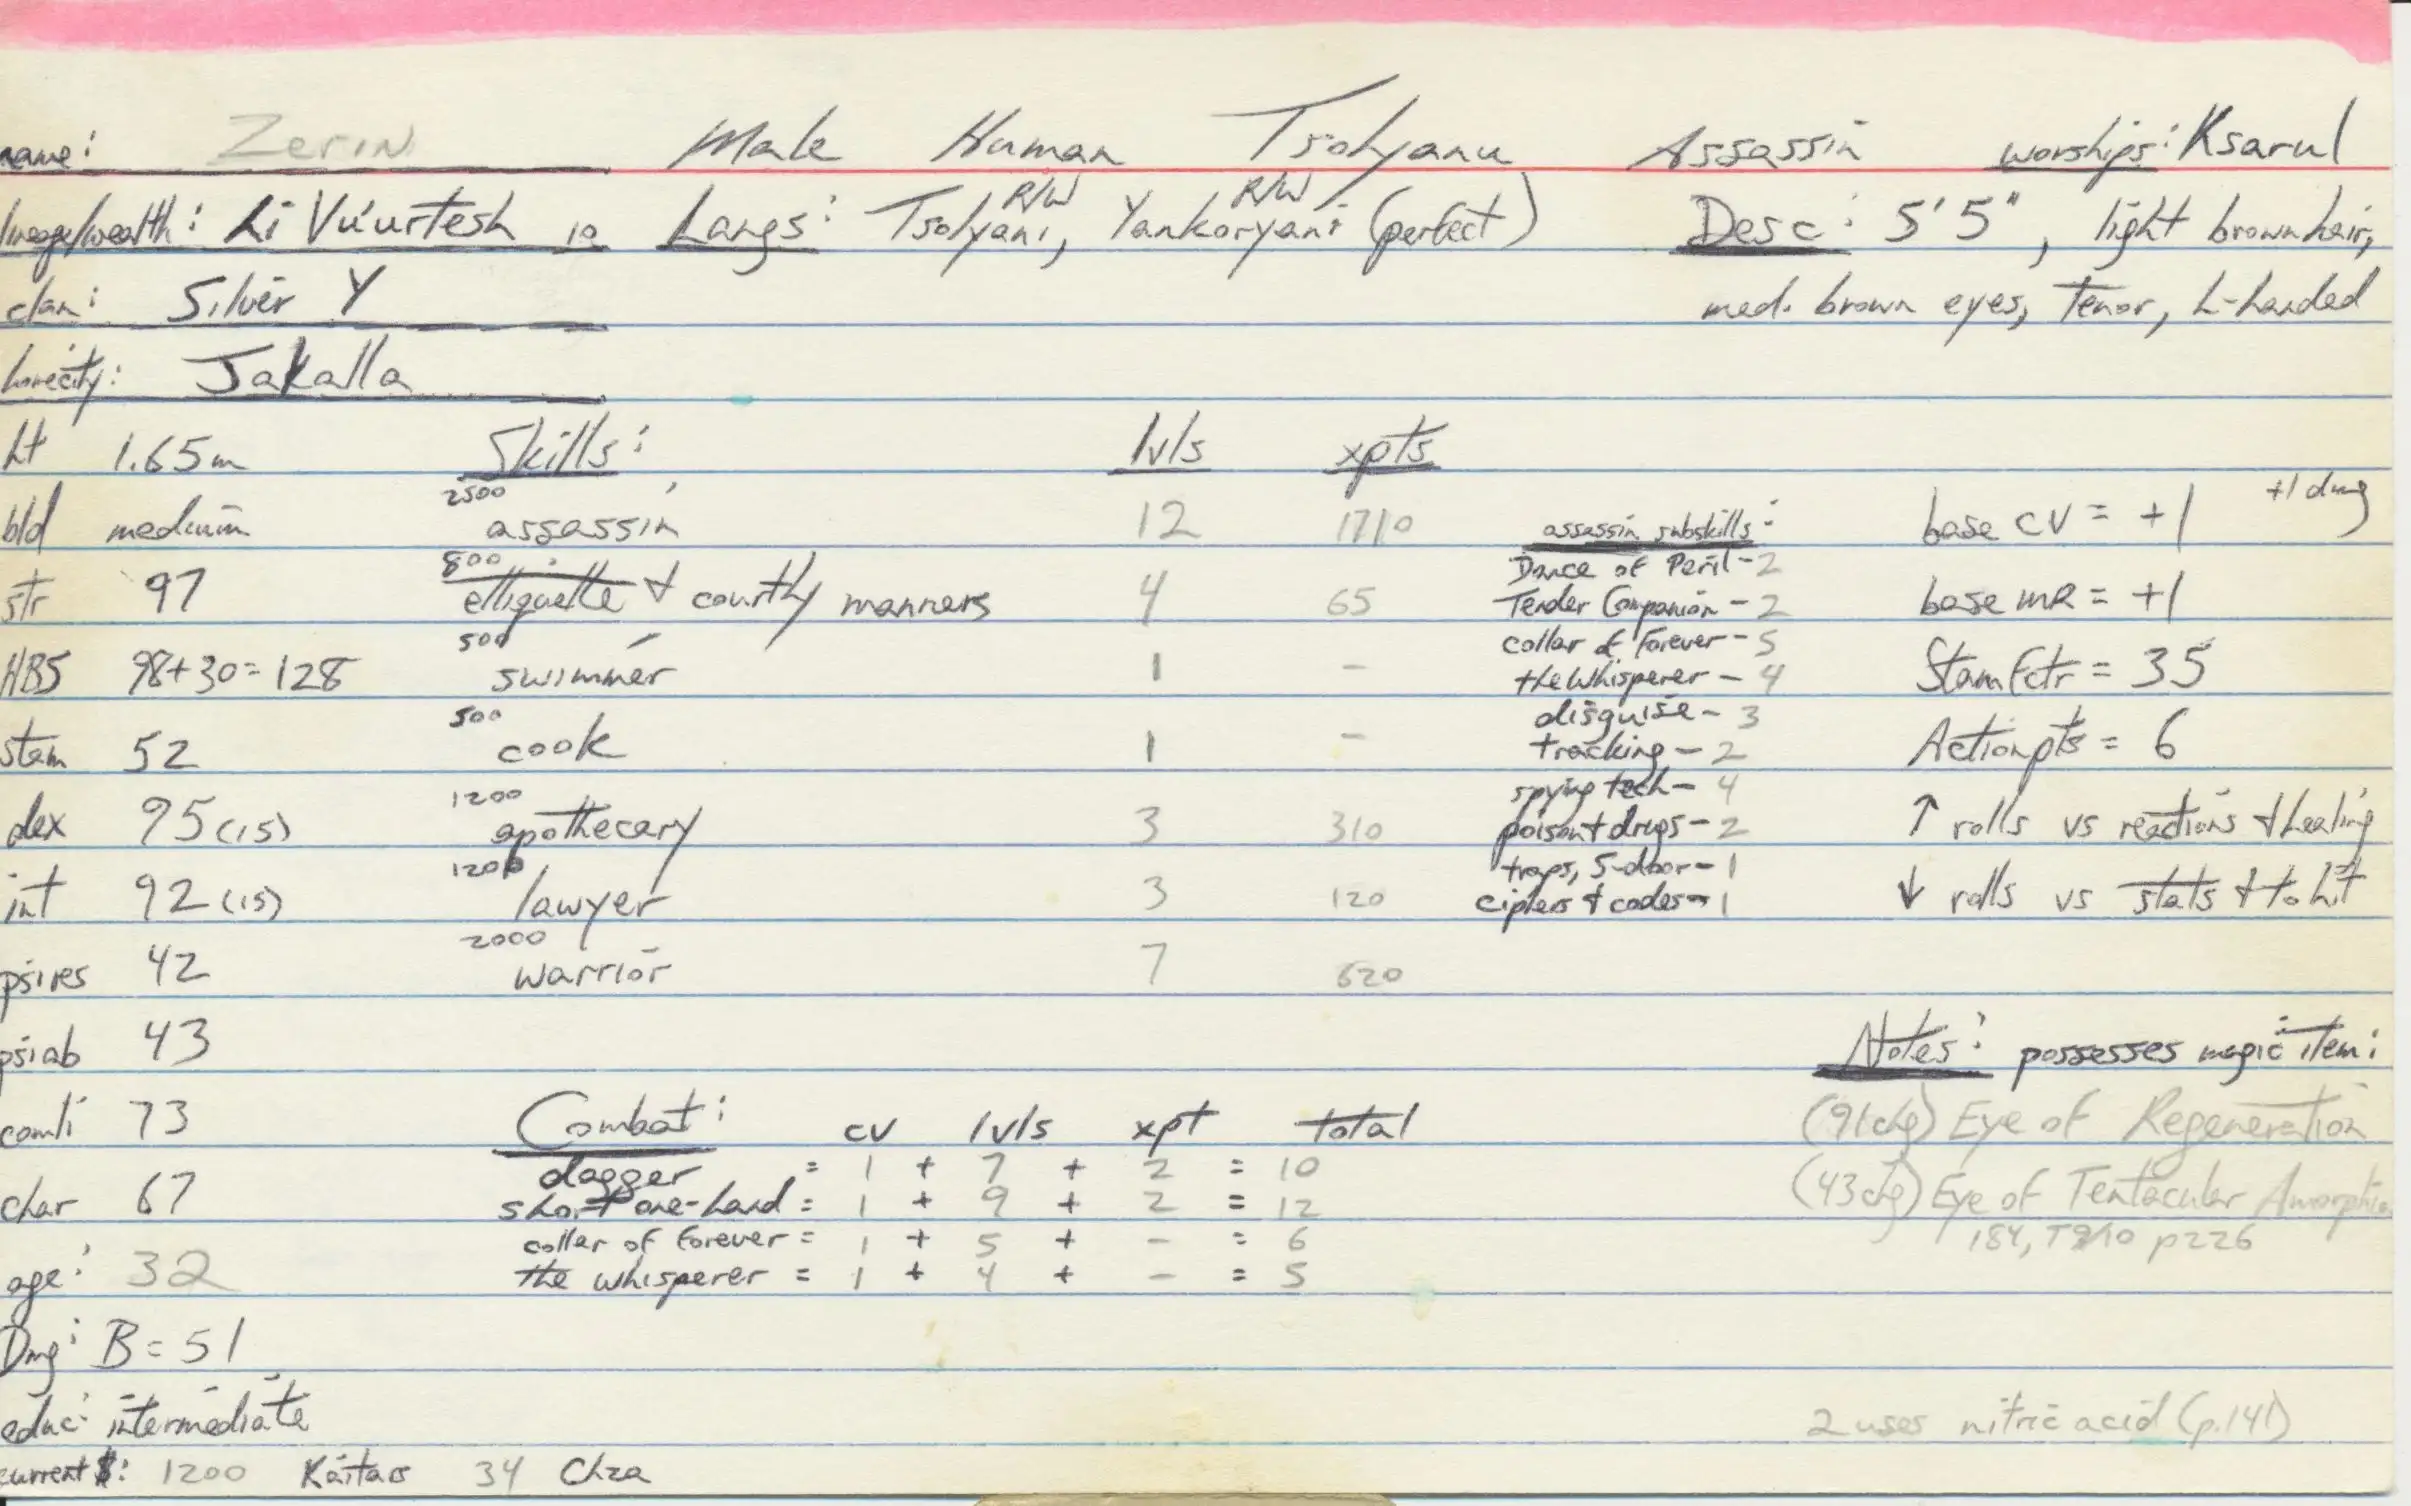 name: Zerin Male Human Tsolyanu Assassin worships: Ksarul
lineage/wealth: hi Vu'urtesh 10 Langs: Tsolyani, R/W Yankoryani R/W (perfect) Desc: 5'5", light brown hair,
clan: Silver Y med. brown eyes, tenor, L-handed
homecity: Jakalla
ht 1.65m Skills: lvls xpts
bld medium 2500 assassin 12 1710 assassin subskills: base CV = +1 +1 dmg
Dance of Peril - 2
str 97 800 ettiquette & courtly manners 4 65 Tender Companion - 2 base MR = +1
collar of Forever - 5
HBS 98+30=128 500 swimmer 1 - the Whisperer - 4 Stam Fctr = 35
disguise - 3
stam 52 500 cook 1 - tracking - 2 Actionpts = 6
spying tech - 4
dex 95 (15) 1200 apothecary 3 310 poison & drugs - 2 ↑ rolls vs reactions & healing
traps, S-door - 1
int 92 (15) 1200 lawyer 3 120 ciphers & codes - 1 ↓ rolls vs stats & to hit
psires 42 2000 warrior 7 620
psiab 43 Notes: possesses magic item:
comli 73 Combat: cv lvls xpt total (91chg) Eye of Regeneration
dagger = 1 + 7 + 2 = 10
char 67 short one-hand = 1 + 9 + 2 = 12 (43chg) Eye of Tentacular Amorphia
collar of Forever = 1 + 5 + - = 6 184, T9/10 p226
age: 32 the whisperer = 1 + 4 + - = 5
Dmg: B = 51
educ: intermediate 2 uses nitric acid (p.141)
current $: 1200 Kaitars 34 Chza